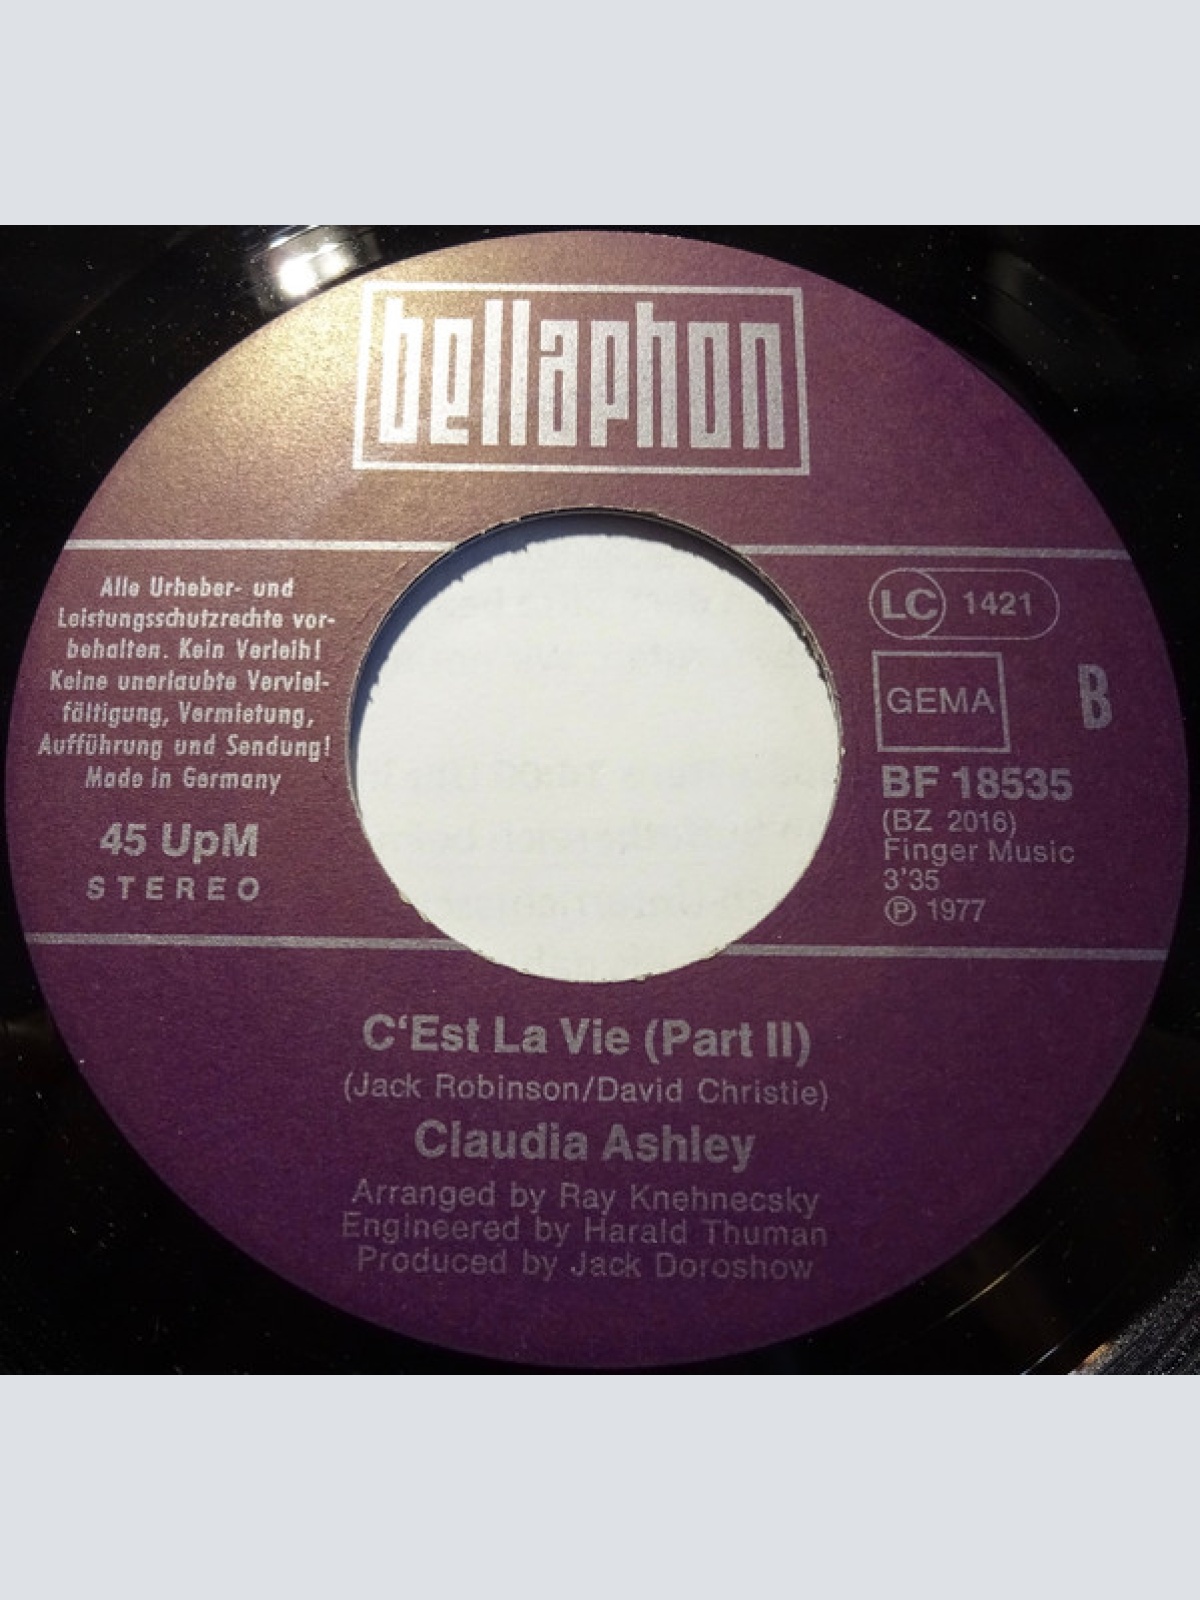 bellaphon
Alle Urheber- und
Leistungsschutzrechte vor-
behalten. Kein Verleih!
Keine unerlaubte Verviel-
fältigung, Vermietung,
Aufführung und Sendung!
Made in Germany
45 UpM
STEREO
LC 1421
GEMA
B
BF 18535
(BZ 2016)
Finger Music
3'35
Ⓟ 1977
C'Est La Vie (Part II)
(Jack Robinson/David Christie)
Claudia Ashley
Arranged by Ray Knehnecsky
Engineered by Harald Thuman
Produced by Jack Doroshow